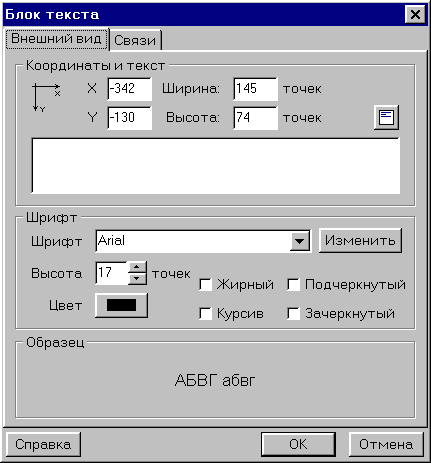 Блок текста
Внешний вид Связи
Координаты и текст
X -342 Ширина: 145 точек
X
Y -130 Высота: 74 точек
Y
Шрифт
Шрифт Arial Изменить
Высота 17 точек
Жирный Подчеркнутый
Цвет
Курсив Зачеркнутый
Образец
АБВГ абвг
Справка OK Отмена